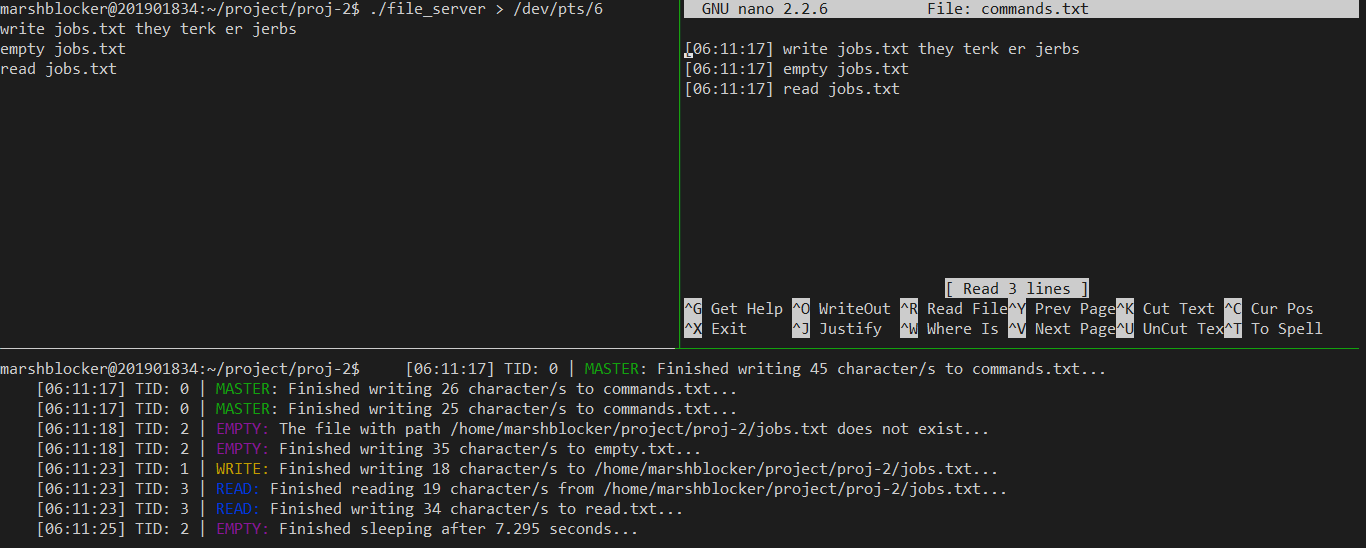 marshblocker@201901834:~/project/proj-2$ ./file_server > /dev/pts/6
write jobs.txt they terk er jerbs
empty jobs.txt
read jobs.txt
GNU nano 2.2.6 File: commands.txt
[06:11:17] write jobs.txt they terk er jerbs
[06:11:17] empty jobs.txt
[06:11:17] read jobs.txt
[ Read 3 lines ]
^G Get Help ^O WriteOut ^R Read File^Y Prev Page^K Cut Text ^C Cur Pos
^X Exit ^J Justify ^W Where Is ^V Next Page^U UnCut Tex^T To Spell
marshblocker@201901834:~/project/proj-2$ [06:11:17] TID: 0 | MASTER: Finished writing 45 character/s to commands.txt...
[06:11:17] TID: 0 | MASTER: Finished writing 26 character/s to commands.txt...
[06:11:17] TID: 0 | MASTER: Finished writing 25 character/s to commands.txt...
[06:11:18] TID: 2 | EMPTY: The file with path /home/marshblocker/project/proj-2/jobs.txt does not exist...
[06:11:18] TID: 2 | EMPTY: Finished writing 35 character/s to empty.txt...
[06:11:23] TID: 1 | WRITE: Finished writing 18 character/s to /home/marshblocker/project/proj-2/jobs.txt...
[06:11:23] TID: 3 | READ: Finished reading 19 character/s from /home/marshblocker/project/proj-2/jobs.txt...
[06:11:23] TID: 3 | READ: Finished writing 34 character/s to read.txt...
[06:11:25] TID: 2 | EMPTY: Finished sleeping after 7.295 seconds...